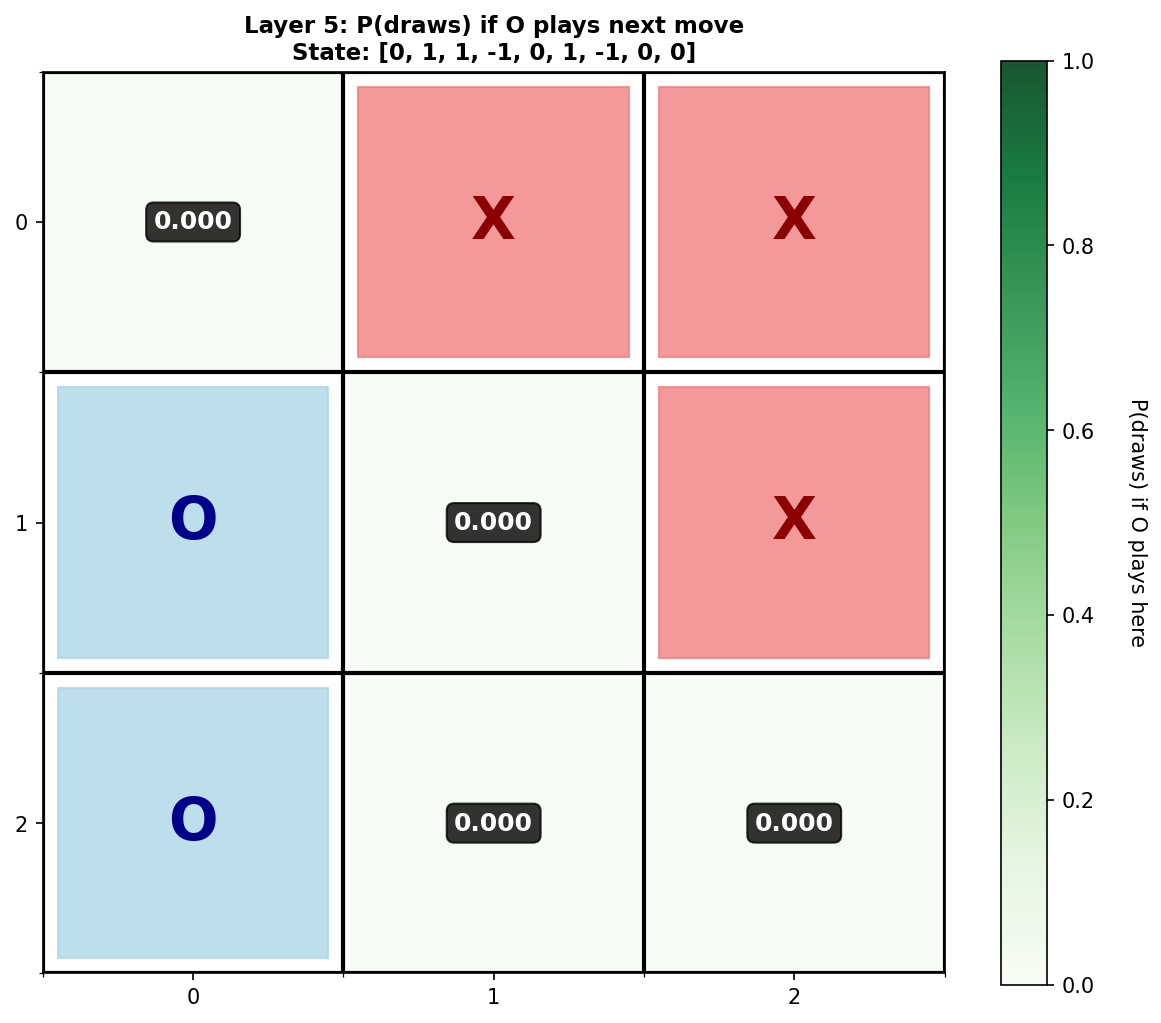 Layer 5: P(draws) if O plays next move
State: [0, 1, 1, -1, 0, 1, -1, 0, 0]
0
0.000
X
X
1
O
0.000
X
2
O
0.000
0.000
0
1
2
1.0
0.8
0.6
0.4
0.2
0.0
P(draws) if O plays here